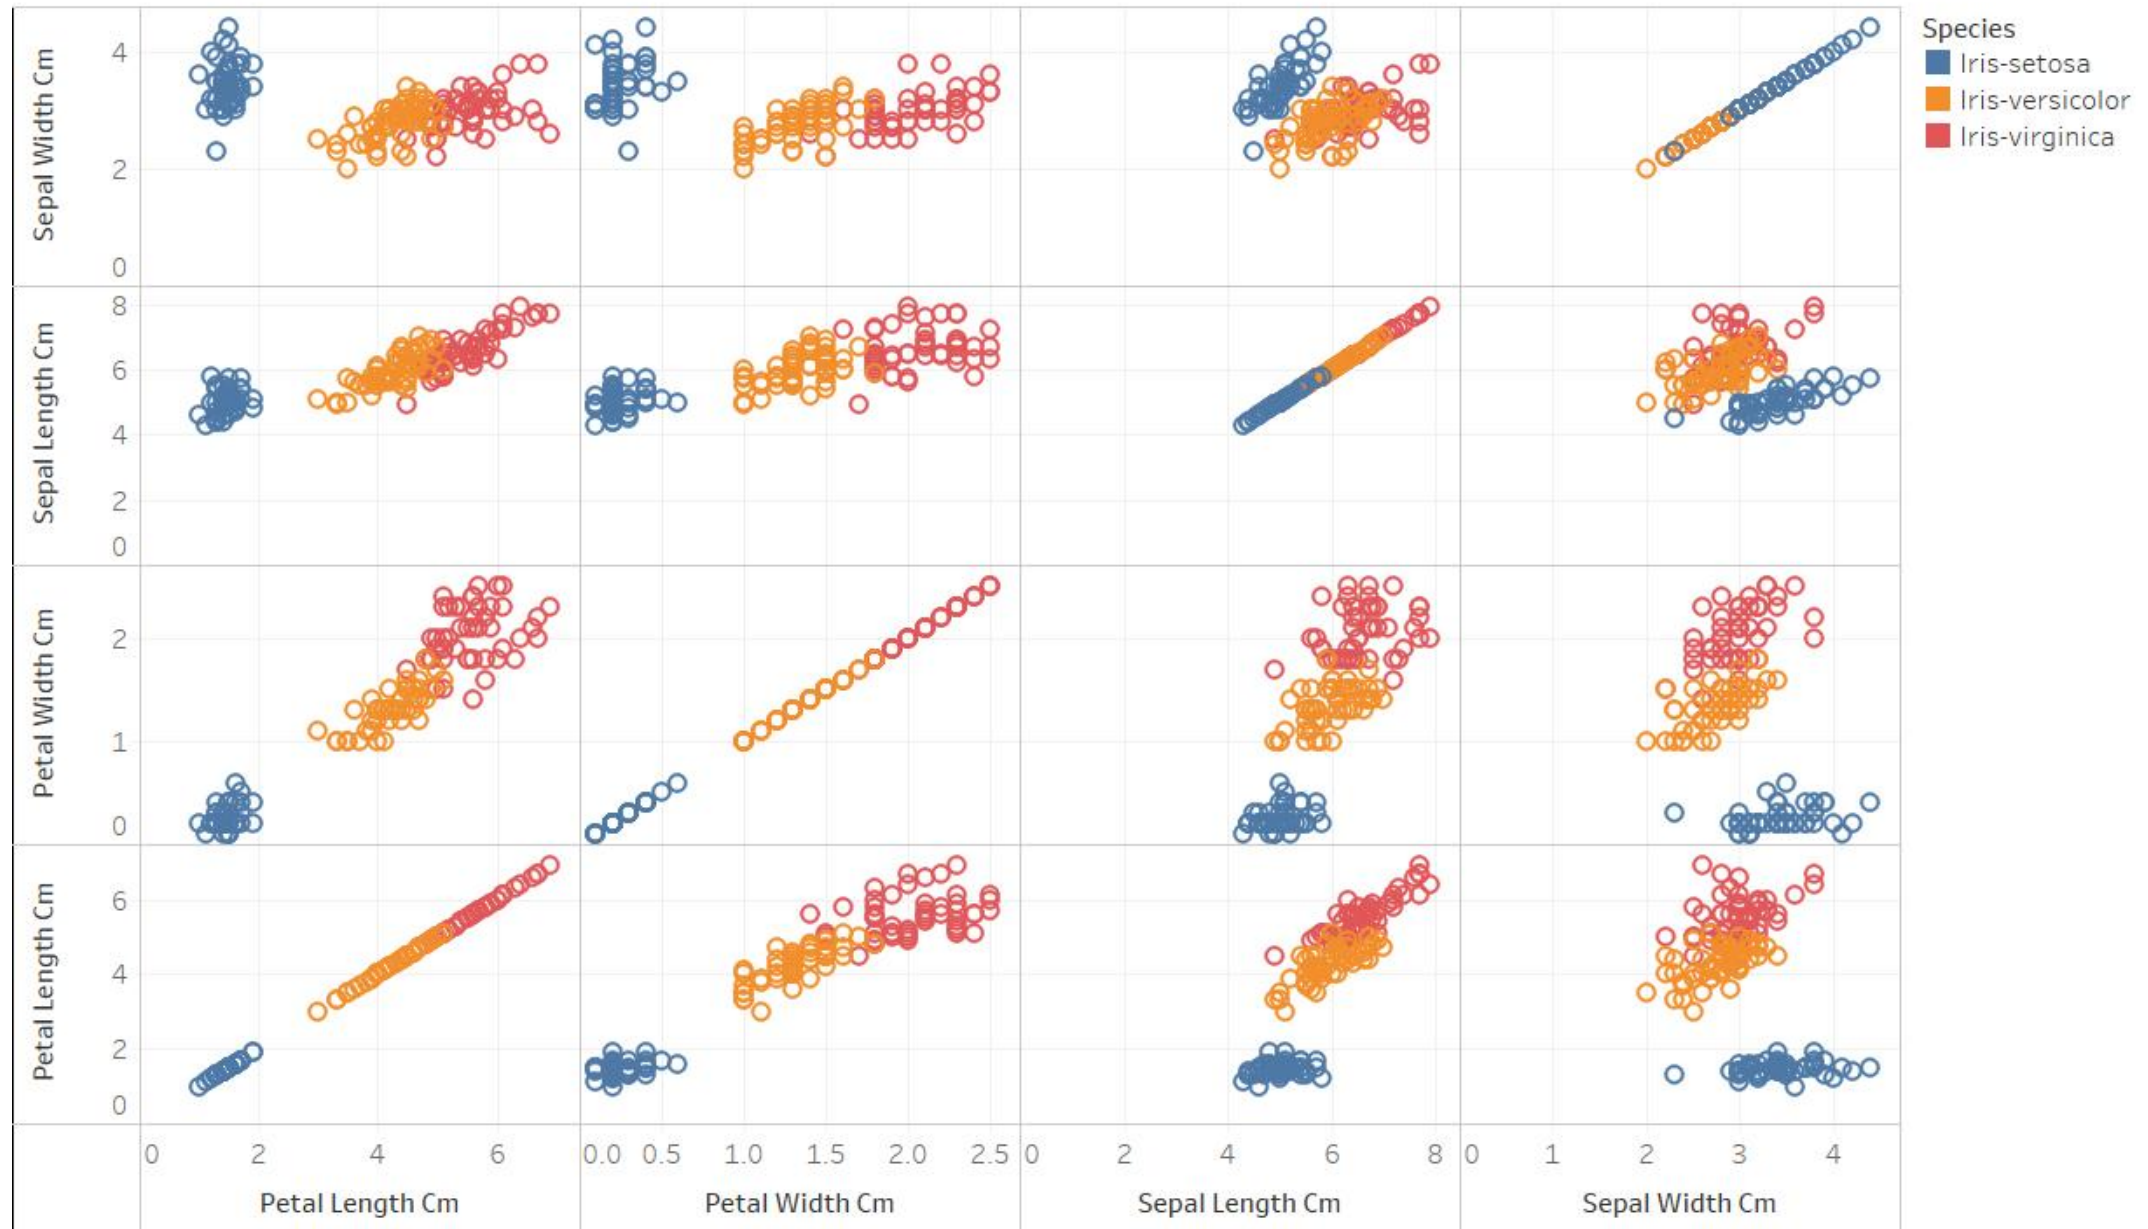 Species
Iris-setosa
Iris-versicolor
Iris-virginica
Sepal Width Cm
4
2
0
Sepal Length Cm
8
6
4
2
0
Petal Width Cm
2
1
0
Petal Length Cm
6
4
2
0
0 2 4 6 0.0 0.5 1.0 1.5 2.0 2.5 0 2 4 6 8 0 1 2 3 4
Petal Length Cm Petal Width Cm Sepal Length Cm Sepal Width Cm